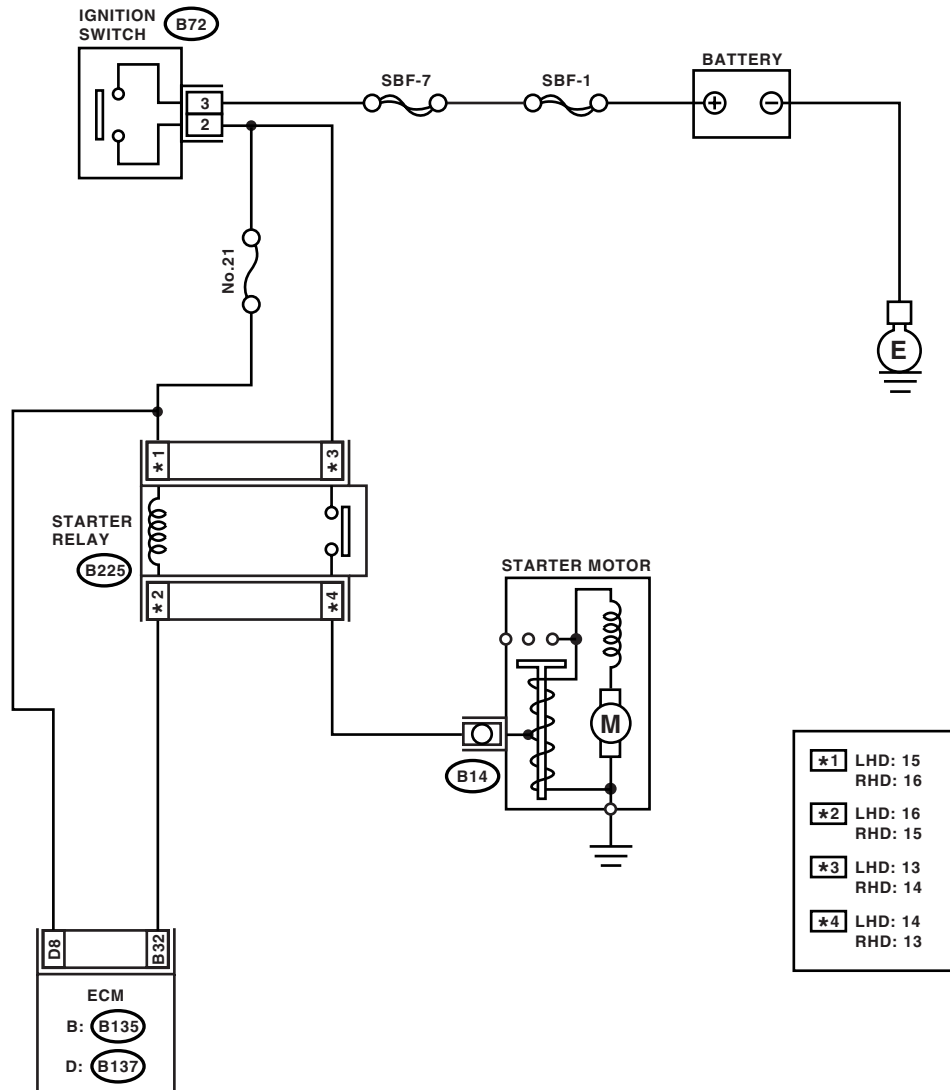 IGNITION
SWITCH
B72
3
2
SBF-7
SBF-1
BATTERY
+
−
No.21
E
*1
*3
STARTER
RELAY
B225
*2
*4
STARTER MOTOR
M
B14
*1 LHD: 15
RHD: 16
*2 LHD: 16
RHD: 15
*3 LHD: 13
RHD: 14
*4 LHD: 14
RHD: 13
D8
B32
ECM
B: B135
D: B137